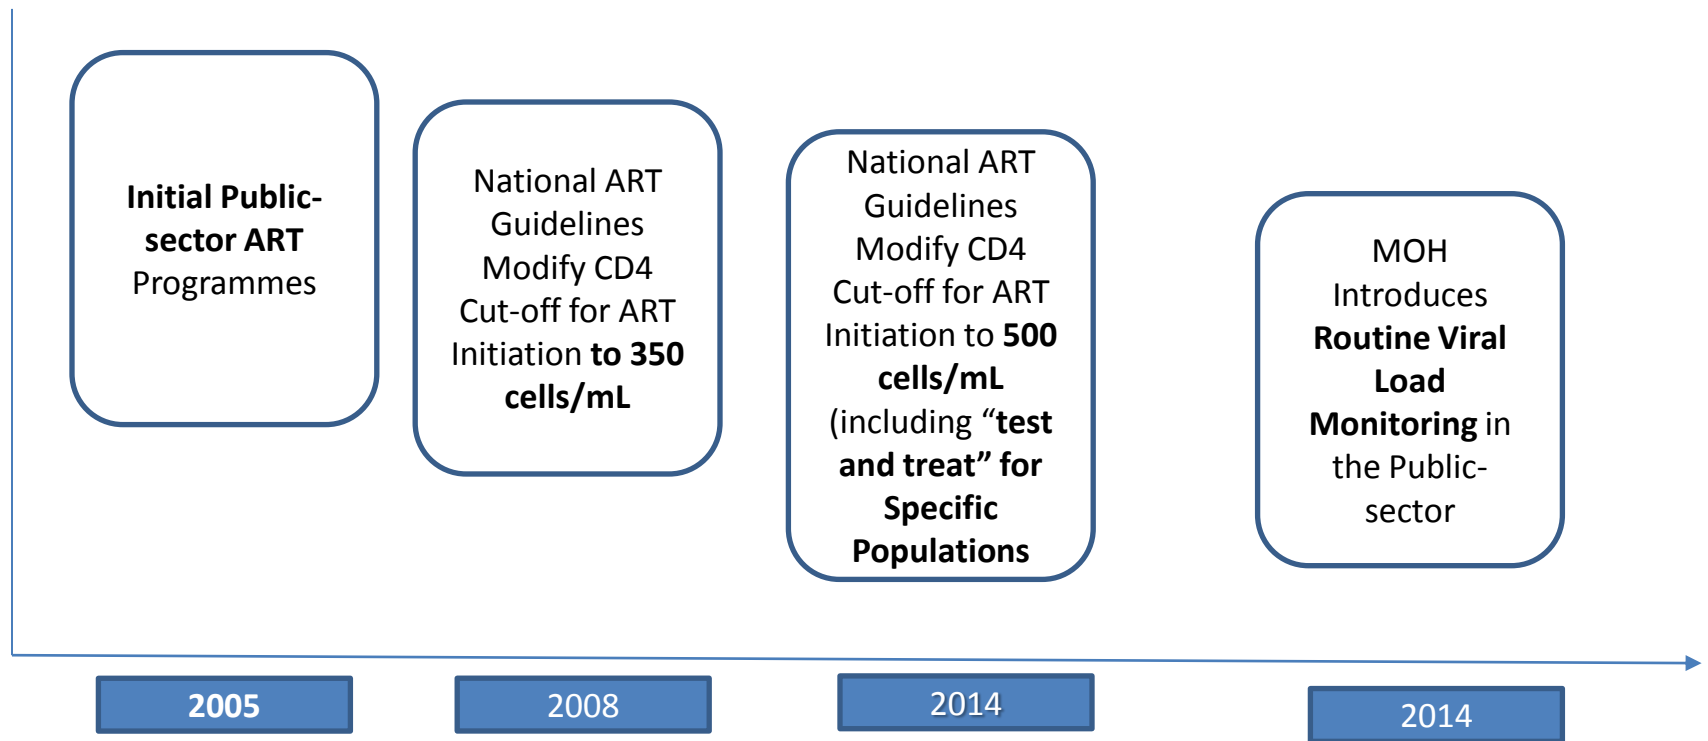 Initial Public-
sector ART
Programmes
National ART
Guidelines
Modify CD4
Cut-off for ART
Initiation to 350
cells/mL
National ART
Guidelines
Modify CD4
Cut-off for ART
Initiation to 500
cells/mL
(including “test
and treat” for
Specific
Populations
MOH
Introduces
Routine Viral
Load
Monitoring in
the Public-
sector
2005
2008
2014
2014